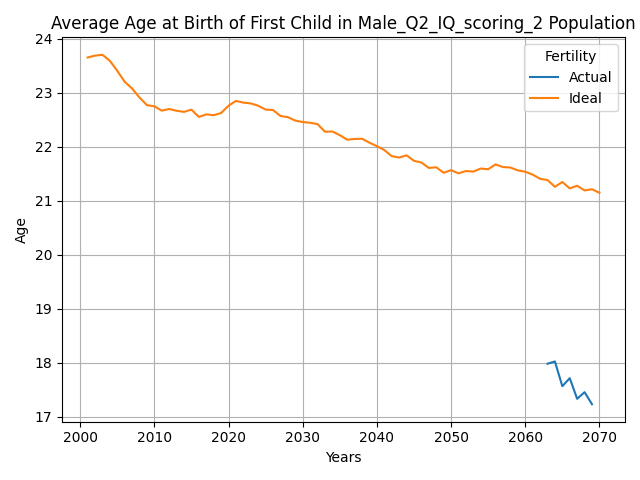 Average Age at Birth of First Child in Male_Q2_IQ_scoring_2 Population
Fertility
Actual
Ideal
Age
24
23
22
21
20
19
18
17
2000 2010 2020 2030 2040 2050 2060 2070
Years